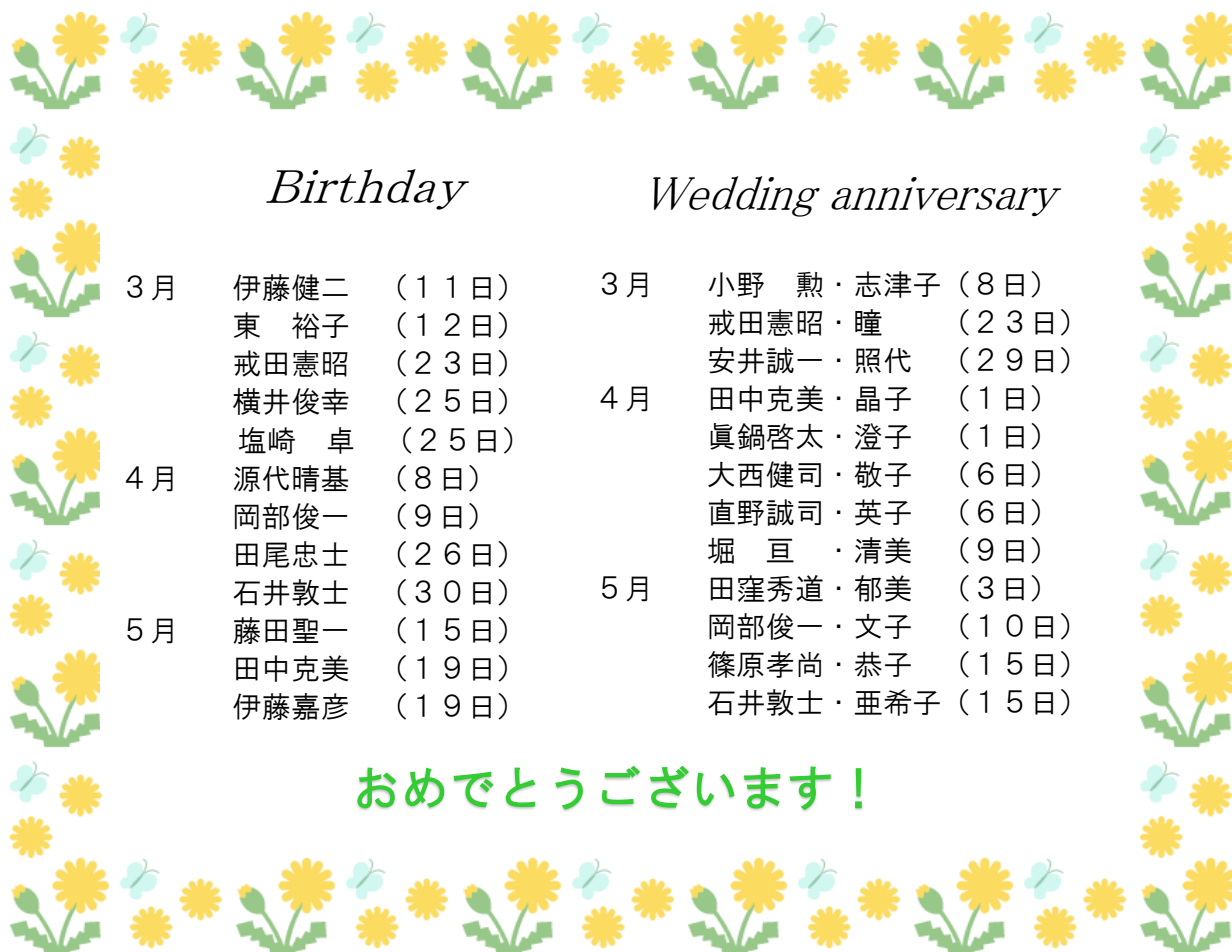 Birthday
3月 伊藤健二 （11日）
東　裕子 （12日）
戒田憲昭 （23日）
横井俊幸 （25日）
塩崎　卓 （25日）
4月 源代晴基 （8日）
岡部俊一 （9日）
田尾忠士 （26日）
石井敦士 （30日）
5月 藤田聖一 （15日）
田中克美 （19日）
伊藤嘉彦 （19日）
Wedding anniversary
3月 小野　勲・志津子（8日）
戒田憲昭・瞳 （23日）
安井誠一・照代 （29日）
4月 田中克美・晶子 （1日）
眞鍋啓太・澄子 （1日）
大西健司・敬子 （6日）
直野誠司・英子 （6日）
堀　亘　・清美 （9日）
5月 田窪秀道・郁美 （3日）
岡部俊一・文子 （10日）
篠原孝尚・恭子 （15日）
石井敦士・亜希子（15日）
おめでとうございます！